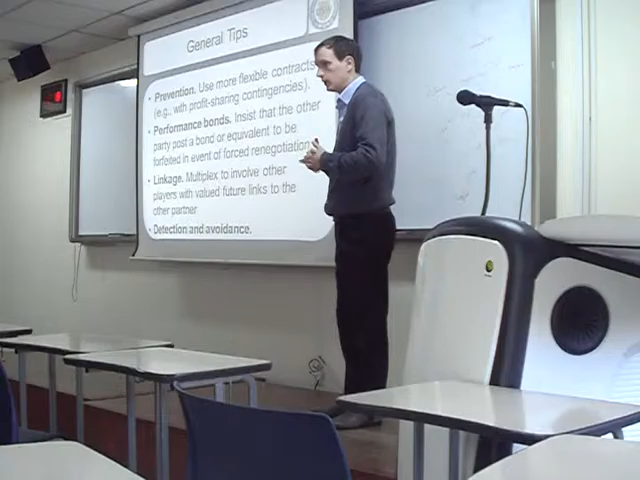 General Tips
• Prevention. Use more flexible contracts
(e.g., with profit-sharing contingencies).
• Performance bonds. Insist that the other
party post a bond or equivalent to be
forfeited in event of forced renegotiation
• Linkage. Multiplex to involve other
players with valued future links to the
other partner
• Detection and avoidance.